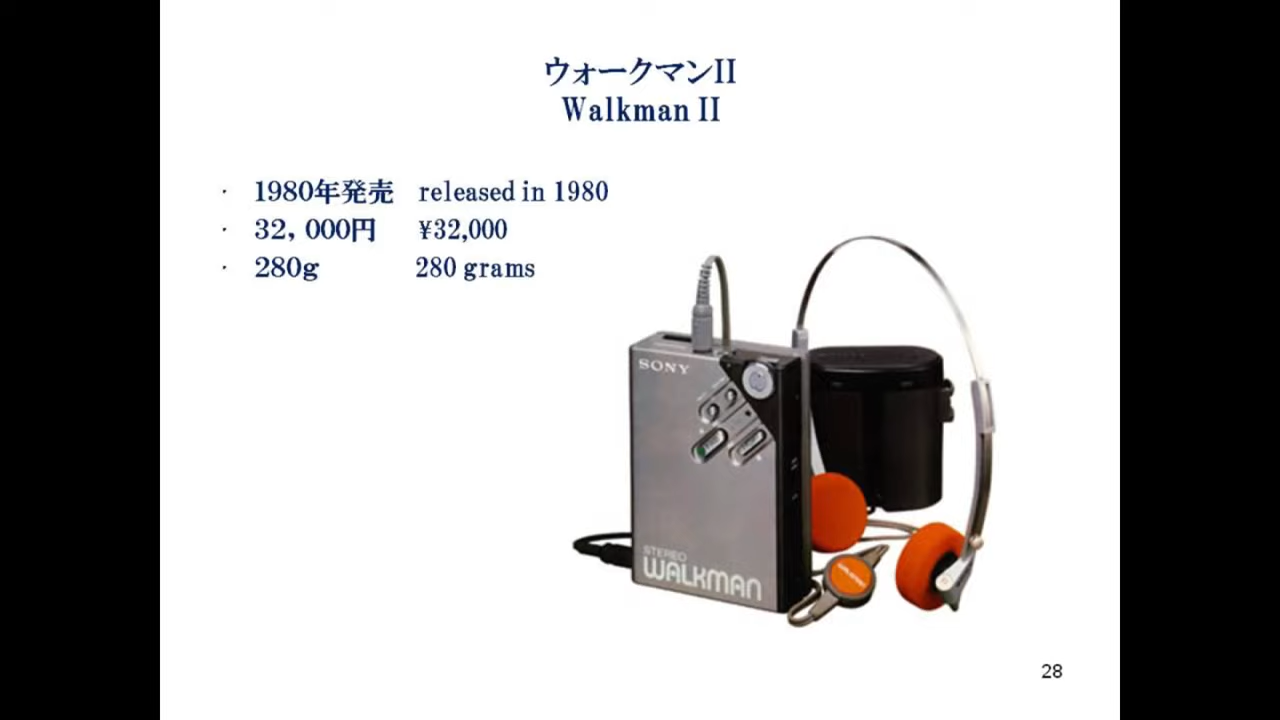 ウォークマンII
Walkman II
· 1980年発売 released in 1980
· 32，000円 ¥32,000
· 280g 280 grams
SONY
STEREO
WALKMAN
WALKMAN
28